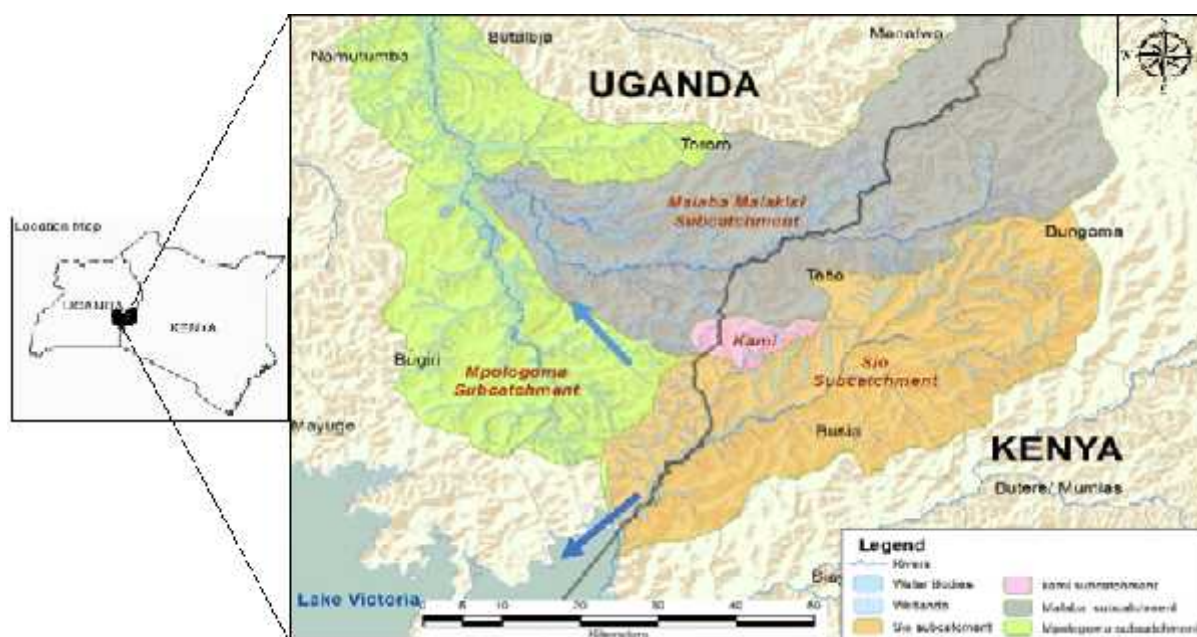 Location Map
UGANDA
KENYA
Namutumba
Butaleja
Manafwa
UGANDA
Tororo
Malaba Malakisi
Subcatchment
Bungoma
Teso
Kami
Bugiri
Mpologoma
Subcatchment
Sio
Subcatchment
Mayuge
Busia
KENYA
Butere/ Mumias
Lake Victoria
0 5 10 20 30 40 50
Kilometers
Legend
Rivers
Water Bodies
Wetlands
Sio subcatchment
kami subcatchment
Malaba subcatchment
Mpologoma subcatchment